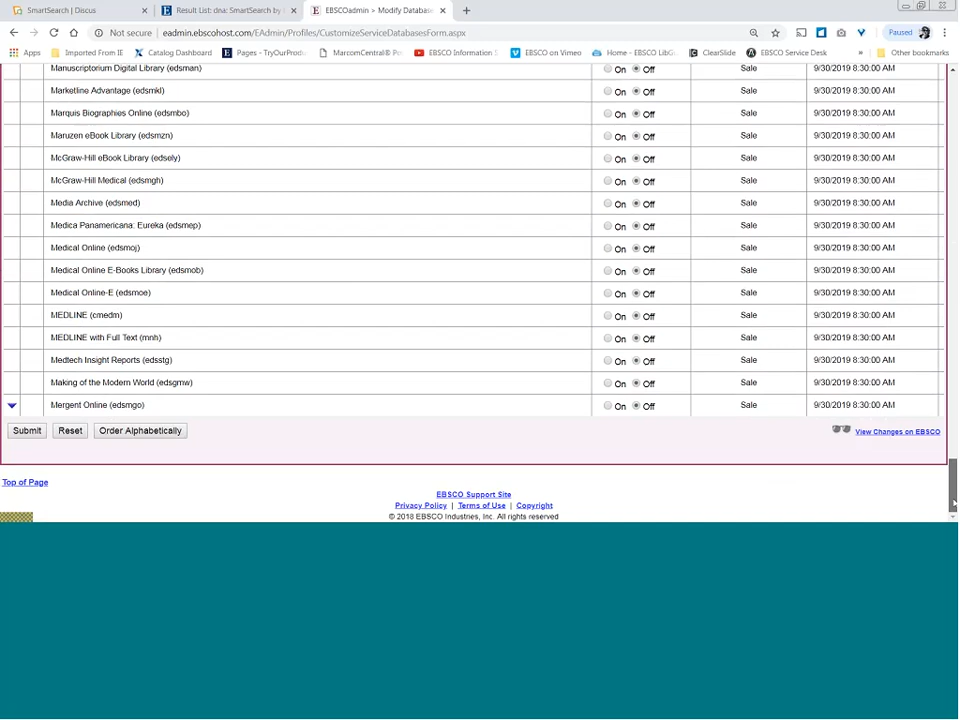 SmartSearch | Discus
Result List: dna: SmartSearch by
EBSCOadmin > Modify Database
Not secure | eadmin.ebscohost.com/EAdmin/Profiles/CustomizeServiceDatabasesForm.aspx
Paused
Apps Imported From IE Catalog Dashboard Pages - TryOurProdu MarcomCentral® Po EBSCO Information S EBSCO on Vimeo Home - EBSCO LibG ClearSlide EBSCO Service Desk » Other bookmarks
Manuscriptorium Digital Library (edsman) On Off Sale 9/30/2019 8:30:00 AM
Marketline Advantage (edsmkl) On Off Sale 9/30/2019 8:30:00 AM
Marquis Biographies Online (edsmbo) On Off Sale 9/30/2019 8:30:00 AM
Maruzen eBook Library (edsmzn) On Off Sale 9/30/2019 8:30:00 AM
McGraw-Hill eBook Library (edsely) On Off Sale 9/30/2019 8:30:00 AM
McGraw-Hill Medical (edsmgh) On Off Sale 9/30/2019 8:30:00 AM
Media Archive (edsmed) On Off Sale 9/30/2019 8:30:00 AM
Medica Panamericana: Eureka (edsmep) On Off Sale 9/30/2019 8:30:00 AM
Medical Online (edsmoj) On Off Sale 9/30/2019 8:30:00 AM
Medical Online E-Books Library (edsmob) On Off Sale 9/30/2019 8:30:00 AM
Medical Online-E (edsmoe) On Off Sale 9/30/2019 8:30:00 AM
MEDLINE (cmedm) On Off Sale 9/30/2019 8:30:00 AM
MEDLINE with Full Text (mnh) On Off Sale 9/30/2019 8:30:00 AM
Medtech Insight Reports (edsstg) On Off Sale 9/30/2019 8:30:00 AM
Making of the Modern World (edsgmw) On Off Sale 9/30/2019 8:30:00 AM
Mergent Online (edsmgo) On Off Sale 9/30/2019 8:30:00 AM
Submit Reset Order Alphabetically View Changes on EBSCO
Top of Page
EBSCO Support Site
Privacy Policy | Terms of Use | Copyright
© 2018 EBSCO Industries, Inc. All rights reserved